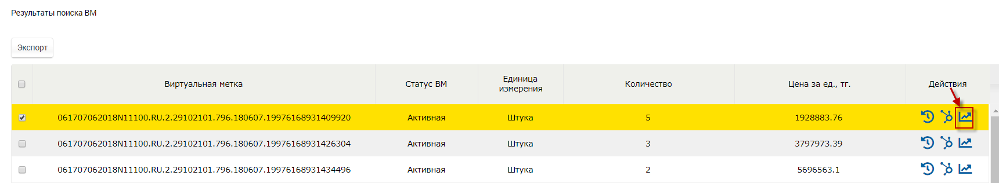 Результаты поиска ВМ
Экспорт
Виртуальная метка Статус ВМ Единица измерения Количество Цена за ед., тг. Действия
061707062018N11100.RU.2.29102101.796.180607.19976168931409920 Активная Штука 5 1928883.76
061707062018N11100.RU.2.29102101.796.180607.19976168931426304 Активная Штука 3 3797973.39
061707062018N11100.RU.2.29102101.796.180607.19976168931434496 Активная Штука 2 5696563.1